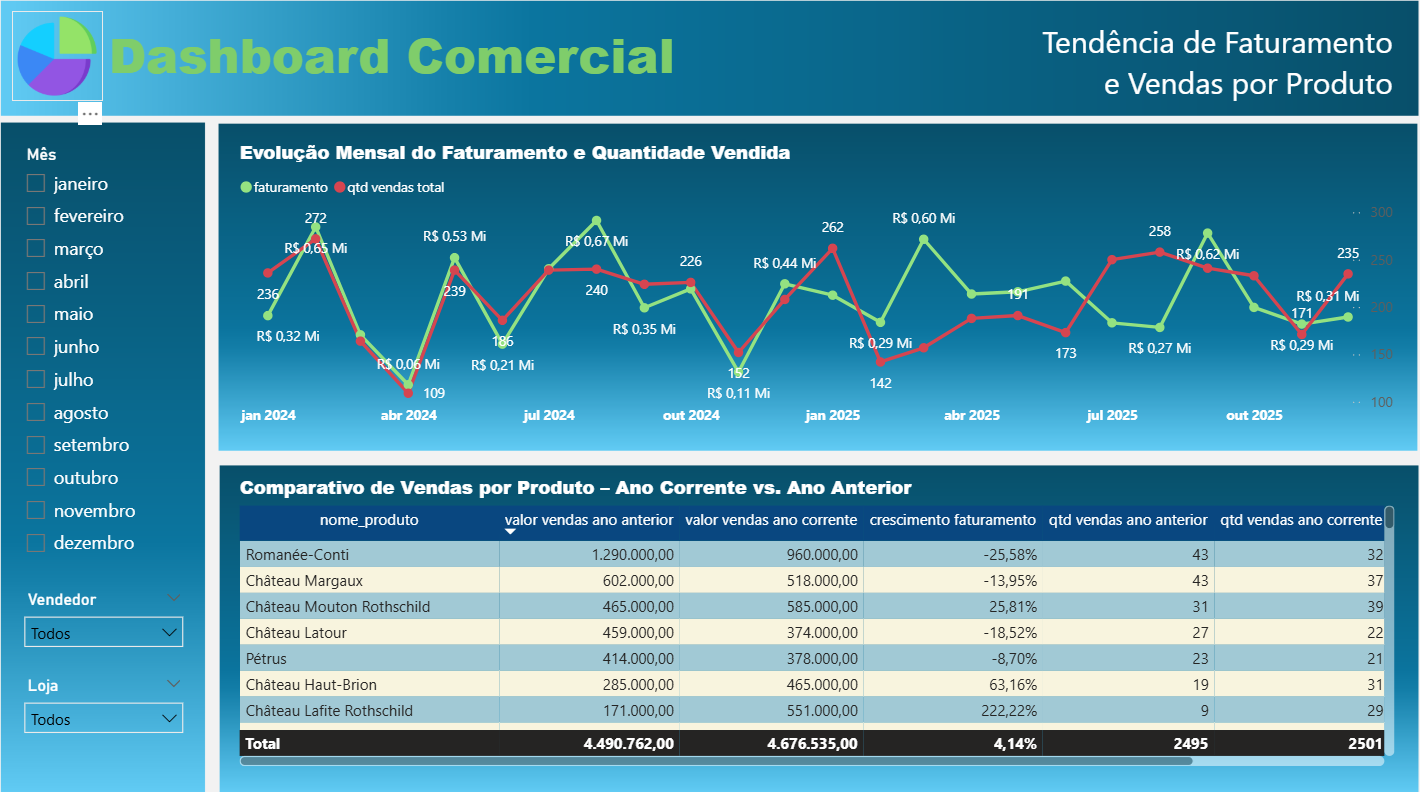 Dashboard Comercial
Tendência de Faturamento
e Vendas por Produto
...
Mês
janeiro
fevereiro
março
abril
maio
junho
julho
agosto
setembro
outubro
novembro
dezembro
Vendedor
Todos
Loja
Todos
Evolução Mensal do Faturamento e Quantidade Vendida
faturamento qtd vendas total
272
R$ 0,65 Mi
236
R$ 0,32 Mi
R$ 0,06 Mi
109
R$ 0,53 Mi
239
186
R$ 0,21 Mi
R$ 0,67 Mi
240
R$ 0,35 Mi
226
152
R$ 0,11 Mi
R$ 0,44 Mi
262
R$ 0,29 Mi
142
R$ 0,60 Mi
191
173
258
R$ 0,27 Mi
R$ 0,62 Mi
171
R$ 0,29 Mi
235
R$ 0,31 Mi
300
250
200
150
100
jan 2024 abr 2024 jul 2024 out 2024 jan 2025 abr 2025 jul 2025 out 2025
Comparativo de Vendas por Produto – Ano Corrente vs. Ano Anterior
nome_produto valor vendas ano anterior valor vendas ano corrente crescimento faturamento qtd vendas ano anterior qtd vendas ano corrente
Romanée-Conti 1.290.000,00 960.000,00 -25,58% 43 32
Château Margaux 602.000,00 518.000,00 -13,95% 43 37
Château Mouton Rothschild 465.000,00 585.000,00 25,81% 31 39
Château Latour 459.000,00 374.000,00 -18,52% 27 22
Pétrus 414.000,00 378.000,00 -8,70% 23 21
Château Haut-Brion 285.000,00 465.000,00 63,16% 19 31
Château Lafite Rothschild 171.000,00 551.000,00 222,22% 9 29
Total 4.490.762,00 4.676.535,00 4,14% 2495 2501